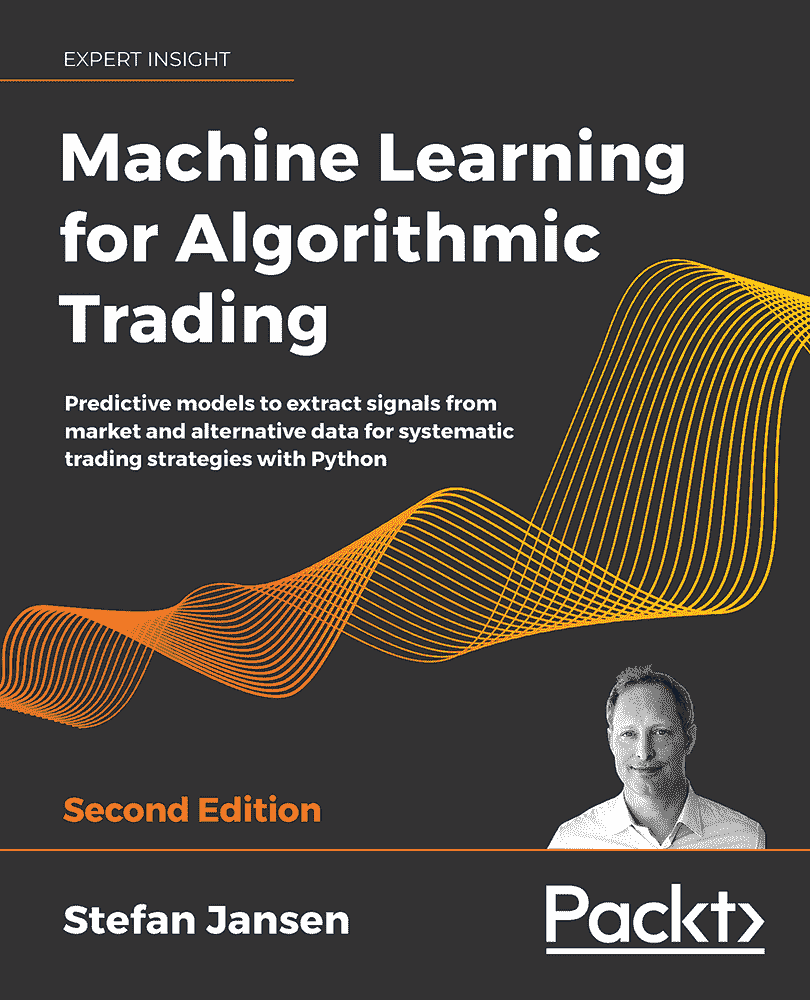 EXPERT INSIGHT
Machine Learning
for Algorithmic
Trading
Predictive models to extract signals from
market and alternative data for systematic
trading strategies with Python
Second Edition
Stefan Jansen
Packt>